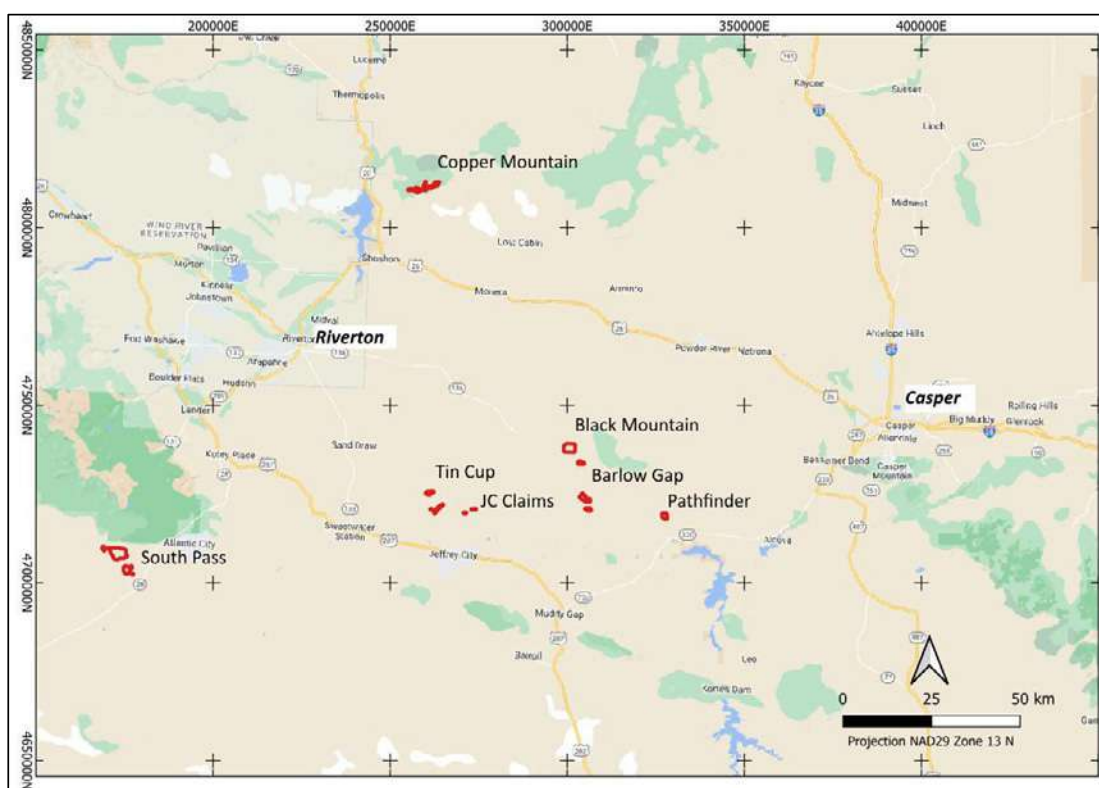 200000E
250000E
300000E
350000E
400000E
4850000N
Lucerne
Thermopolis
Kaycee
Sussex
Linch
Copper Mountain
Midwest
4800000N
Crowheart
WIND RIVER
RESERVATION
Pavillion
Lost Cabin
Morton
Kinnear
Johnstown
Shoshoni
Moneta
Arminto
Midval
Riverton
Riverton
Fort Washakie
Arapahoe
Powder River
Natrona
Antelope Hills
Boulder Flats
Hudson
Lander
4750000N
Casper
Rolling Hills
Big Muddy
Glenrock
Casper
Allendale
Black Mountain
Sand Draw
Bessemer Bend
Casper
Mountain
Tin Cup
Barlow Gap
JC Claims
Pathfinder
Sweetwater
Station
Alcova
Atlantic City
South Pass
Jeffrey City
4700000N
Muddy Gap
Bairoil
Leo
Kortes Dam
0
25
50 km
Projection NAD29 Zone 13 N
4650000N